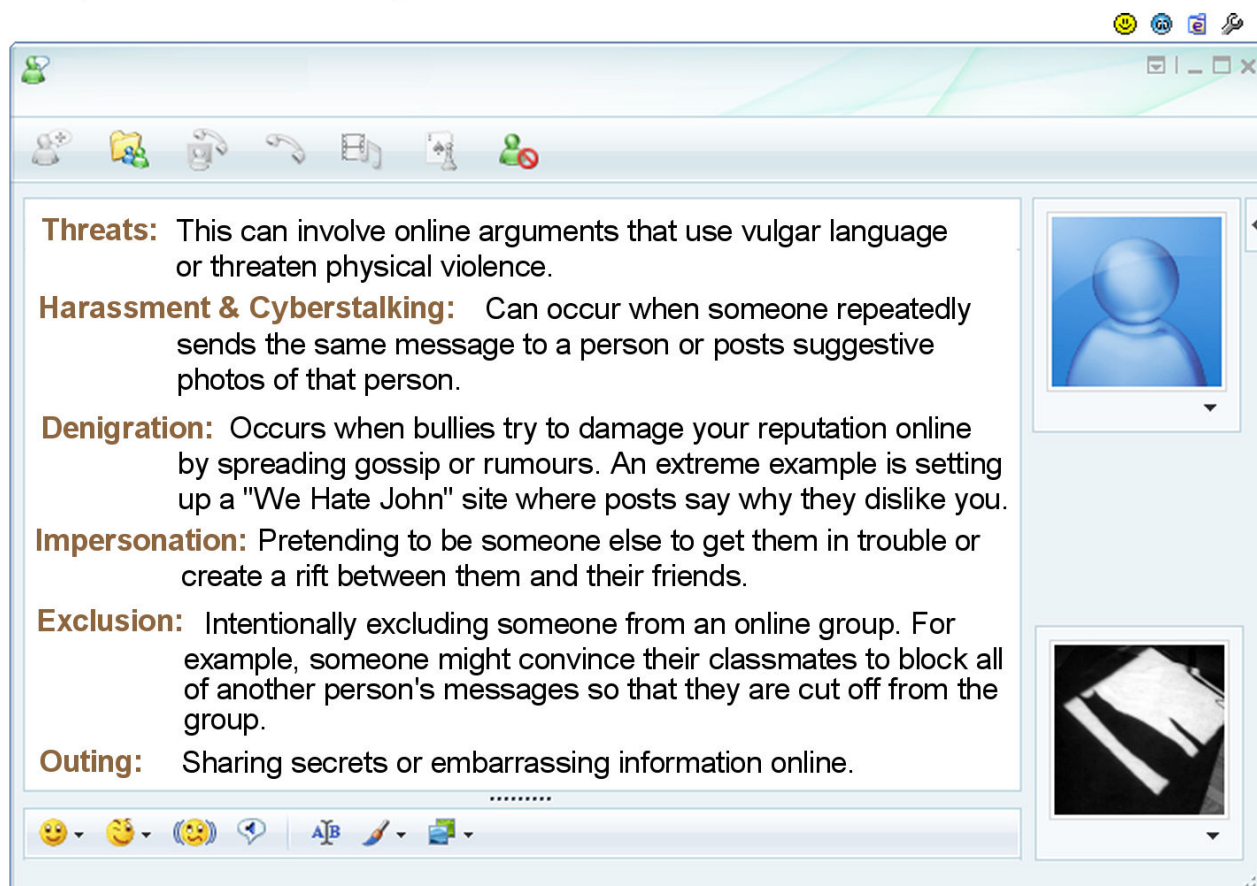 Threats: This can involve online arguments that use vulgar language
or threaten physical violence.
Harassment & Cyberstalking: Can occur when someone repeatedly
sends the same message to a person or posts suggestive
photos of that person.
Denigration: Occurs when bullies try to damage your reputation online
by spreading gossip or rumours. An extreme example is setting
up a "We Hate John" site where posts say why they dislike you.
Impersonation: Pretending to be someone else to get them in trouble or
create a rift between them and their friends.
Exclusion: Intentionally excluding someone from an online group. For
example, someone might convince their classmates to block all
of another person's messages so that they are cut off from the
group.
Outing: Sharing secrets or embarrassing information online.